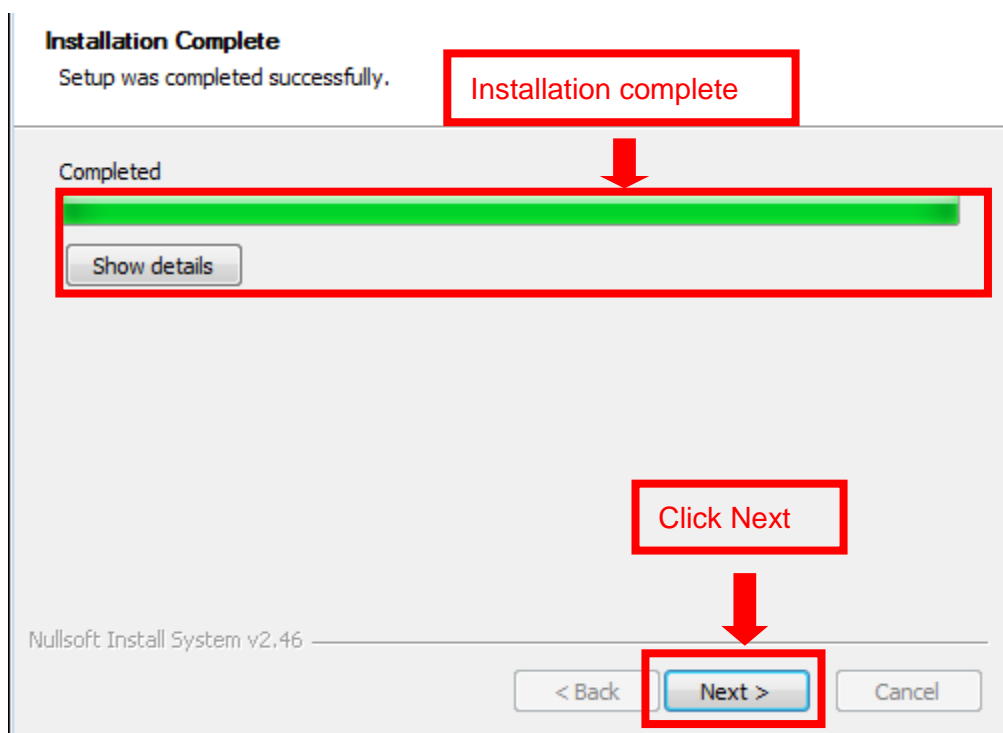 Installation Complete
Setup was completed successfully.
Installation complete
Completed
Show details
Click Next
Nullsoft Install System v2.46
< Back Next > Cancel